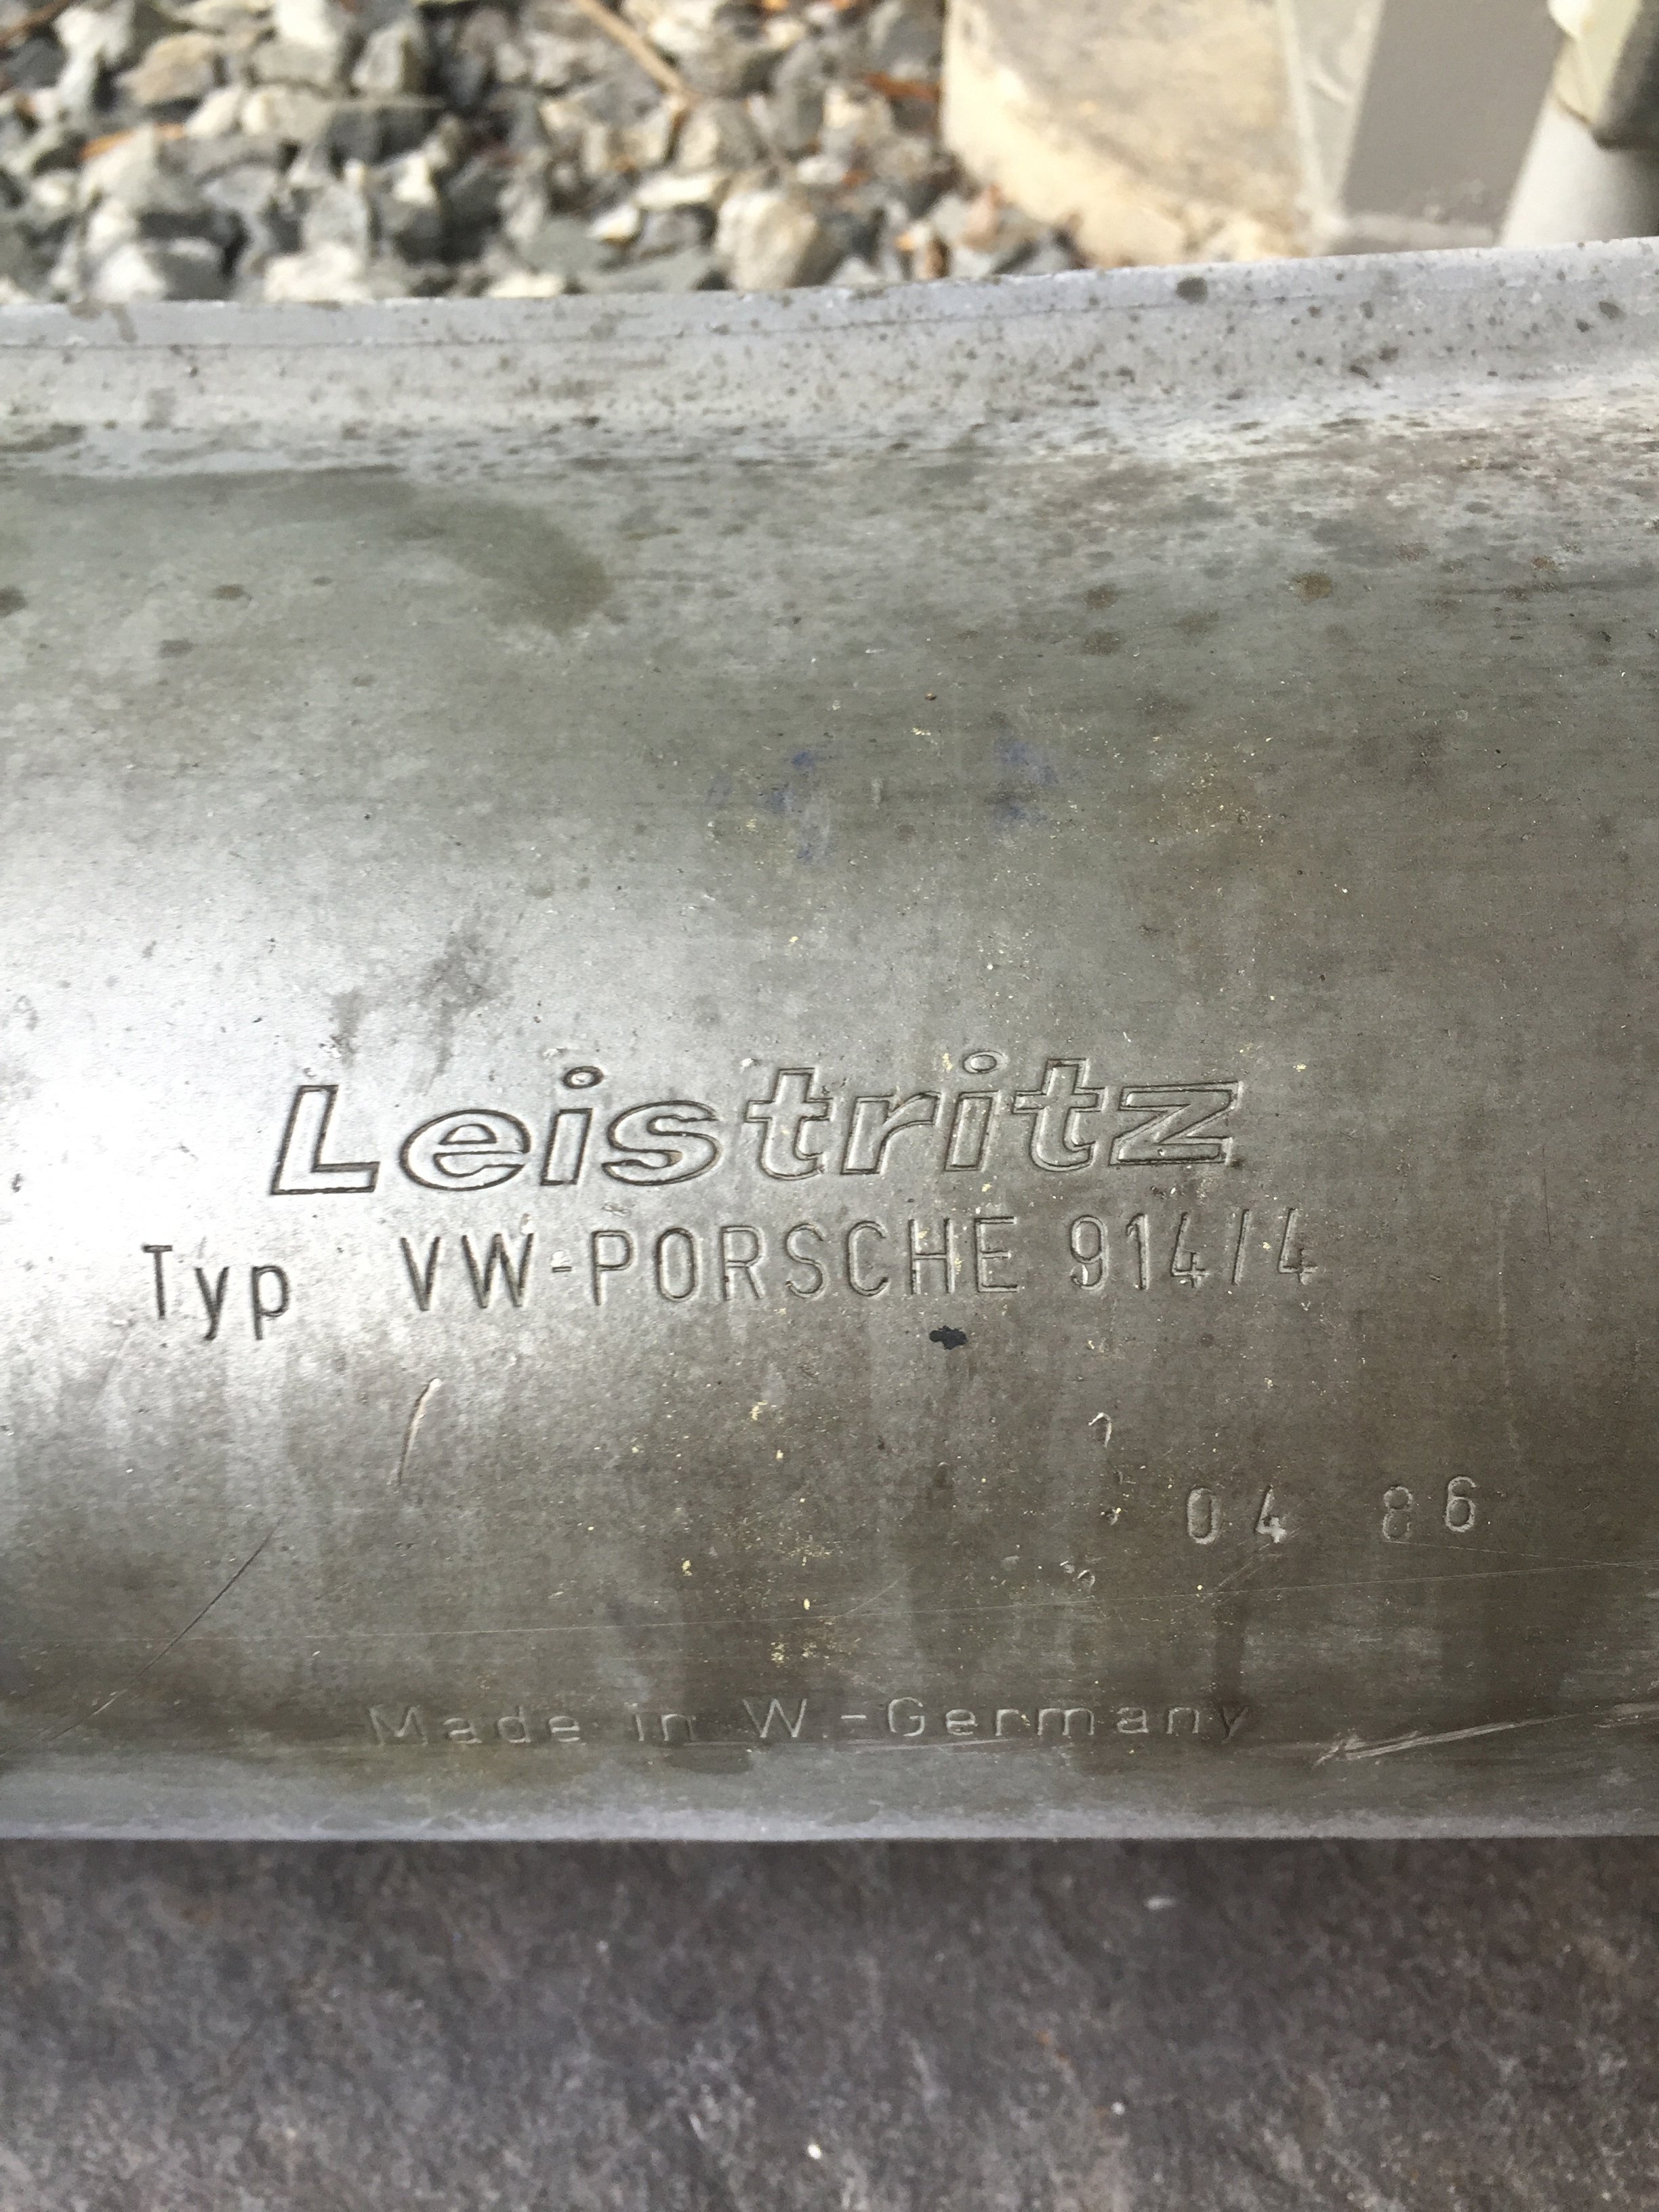 Leistritz
Typ VW-PORSCHE 914/4
04 86
Made in W.-Germany